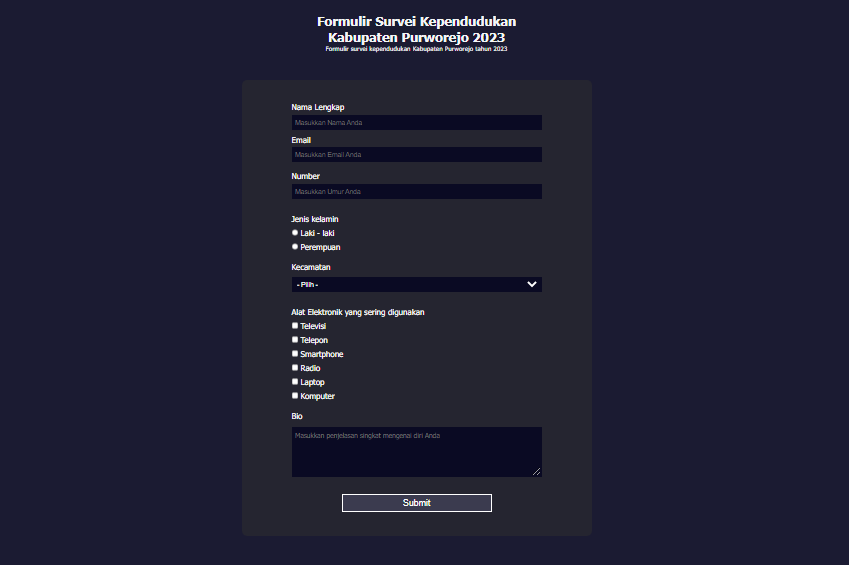 Formulir Survei Kependudukan
Kabupaten Purworejo 2023
Formulir survei kependudukan Kabupaten Purworejo tahun 2023
Nama Lengkap
Masukkan Nama Anda
Email
Masukkan Email Anda
Number
Masukkan Umur Anda
Jenis kelamin
Laki - laki
Perempuan
Kecamatan
- Pilih -
Alat Elektronik yang sering digunakan
Televisi
Telepon
Smartphone
Radio
Laptop
Komputer
Bio
Masukkan penjelasan singkat mengenai diri Anda
Submit